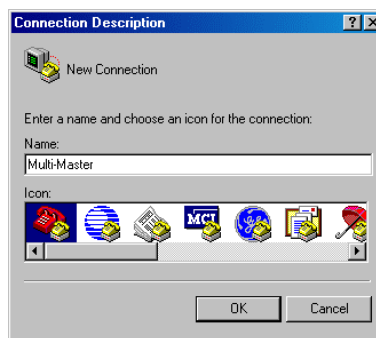 Connection Description
New Connection
Enter a name and choose an icon for the connection:
Name:
Multi-Master
Icon:
MCI
OK
Cancel